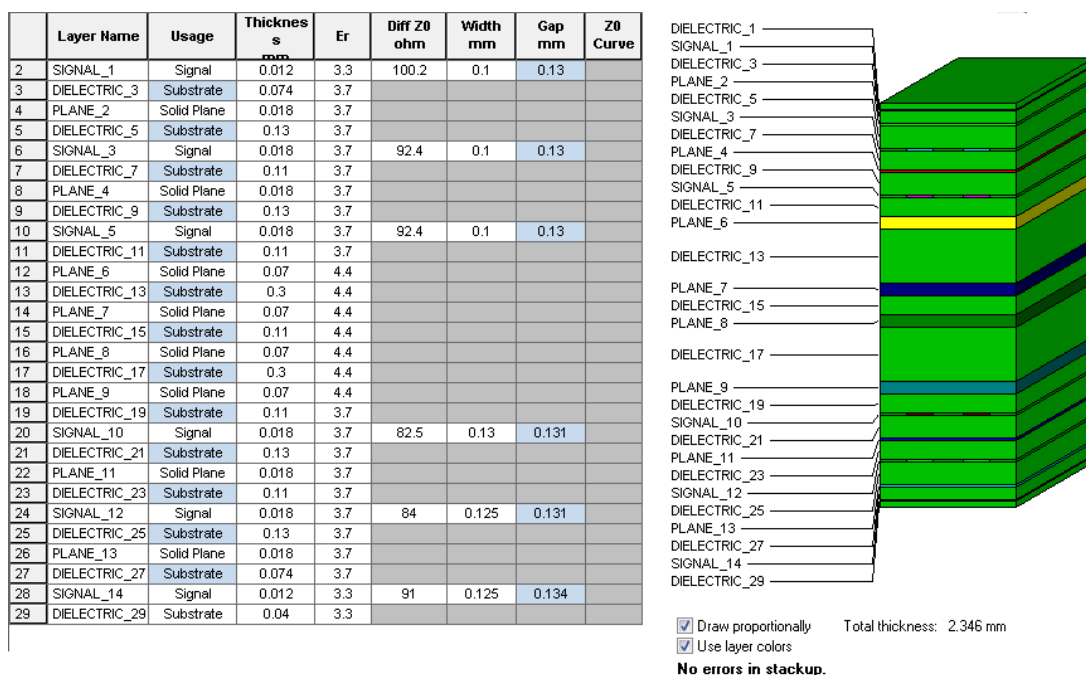 Layer Name Usage Thicknes s mm Er Diff Z0 ohm Width mm Gap mm Z0 Curve
2 SIGNAL_1 Signal 0.012 3.3 100.2 0.1 0.13
3 DIELECTRIC_3 Substrate 0.074 3.7
4 PLANE_2 Solid Plane 0.018 3.7
5 DIELECTRIC_5 Substrate 0.13 3.7
6 SIGNAL_3 Signal 0.018 3.7 92.4 0.1 0.13
7 DIELECTRIC_7 Substrate 0.11 3.7
8 PLANE_4 Solid Plane 0.018 3.7
9 DIELECTRIC_9 Substrate 0.13 3.7
10 SIGNAL_5 Signal 0.018 3.7 92.4 0.1 0.13
11 DIELECTRIC_11 Substrate 0.11 3.7
12 PLANE_6 Solid Plane 0.07 4.4
13 DIELECTRIC_13 Substrate 0.3 4.4
14 PLANE_7 Solid Plane 0.07 4.4
15 DIELECTRIC_15 Substrate 0.11 4.4
16 PLANE_8 Solid Plane 0.07 4.4
17 DIELECTRIC_17 Substrate 0.3 4.4
18 PLANE_9 Solid Plane 0.07 4.4
19 DIELECTRIC_19 Substrate 0.11 3.7
20 SIGNAL_10 Signal 0.018 3.7 82.5 0.13 0.131
21 DIELECTRIC_21 Substrate 0.13 3.7
22 PLANE_11 Solid Plane 0.018 3.7
23 DIELECTRIC_23 Substrate 0.11 3.7
24 SIGNAL_12 Signal 0.018 3.7 84 0.125 0.131
25 DIELECTRIC_25 Substrate 0.13 3.7
26 PLANE_13 Solid Plane 0.018 3.7
27 DIELECTRIC_27 Substrate 0.074 3.7
28 SIGNAL_14 Signal 0.012 3.3 91 0.125 0.134
29 DIELECTRIC_29 Substrate 0.04 3.3
DIELECTRIC_1
SIGNAL_1
DIELECTRIC_3
PLANE_2
DIELECTRIC_5
SIGNAL_3
DIELECTRIC_7
PLANE_4
DIELECTRIC_9
SIGNAL_5
DIELECTRIC_11
PLANE_6
DIELECTRIC_13
PLANE_7
DIELECTRIC_15
PLANE_8
DIELECTRIC_17
PLANE_9
DIELECTRIC_19
SIGNAL_10
DIELECTRIC_21
PLANE_11
DIELECTRIC_23
SIGNAL_12
DIELECTRIC_25
PLANE_13
DIELECTRIC_27
SIGNAL_14
DIELECTRIC_29
Draw proportionally Total thickness: 2.346 mm
Use layer colors
No errors in stackup.